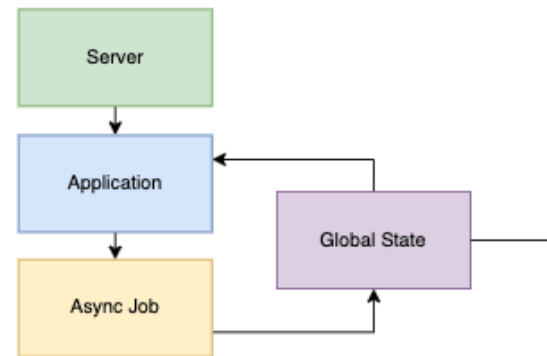 Server
Application
Global State
Async Job